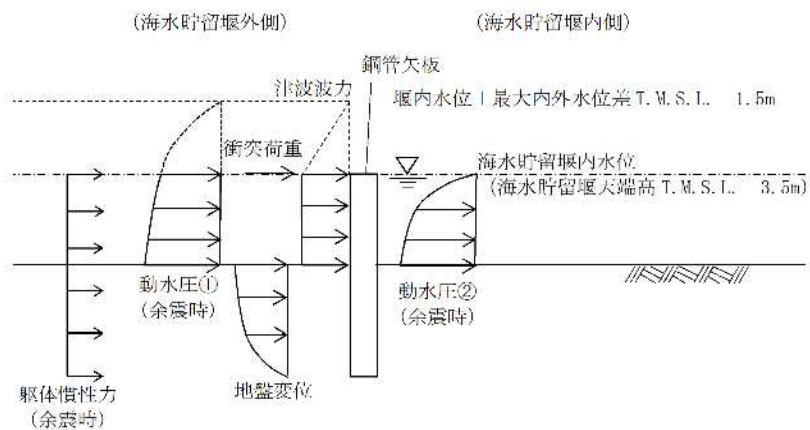 (海水貯留堰外側)
(海水貯留堰内側)
鋼管矢板
津波波力
堰内水位|最大内外水位差 T.M.S.L. 1.5m
衝突荷重
海水貯留堰内水位
(海水貯留堰天端高 T.M.S.L. 3.5m)
動水圧①
(余震時)
動水圧②
(余震時)
躯体慣性力
(余震時)
地盤変位